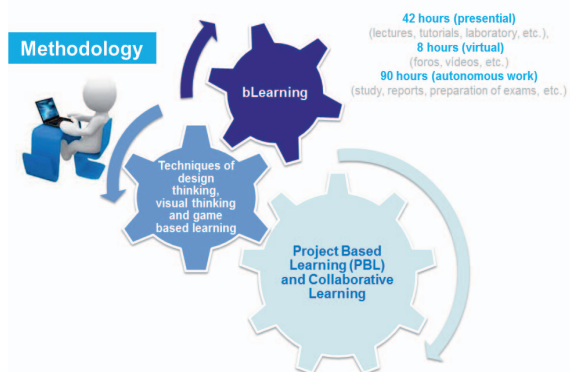 Methodology
42 hours (presential)
(lectures, tutorials, laboratory, etc.),
8 hours (virtual)
(foros, videos, etc.)
90 hours (autonomous work)
(study, reports, preparation of exams, etc.)
bLearning
Techniques of
design
thinking,
visual thinking
and game
based learning
Project Based
Learning (PBL)
and Collaborative
Learning